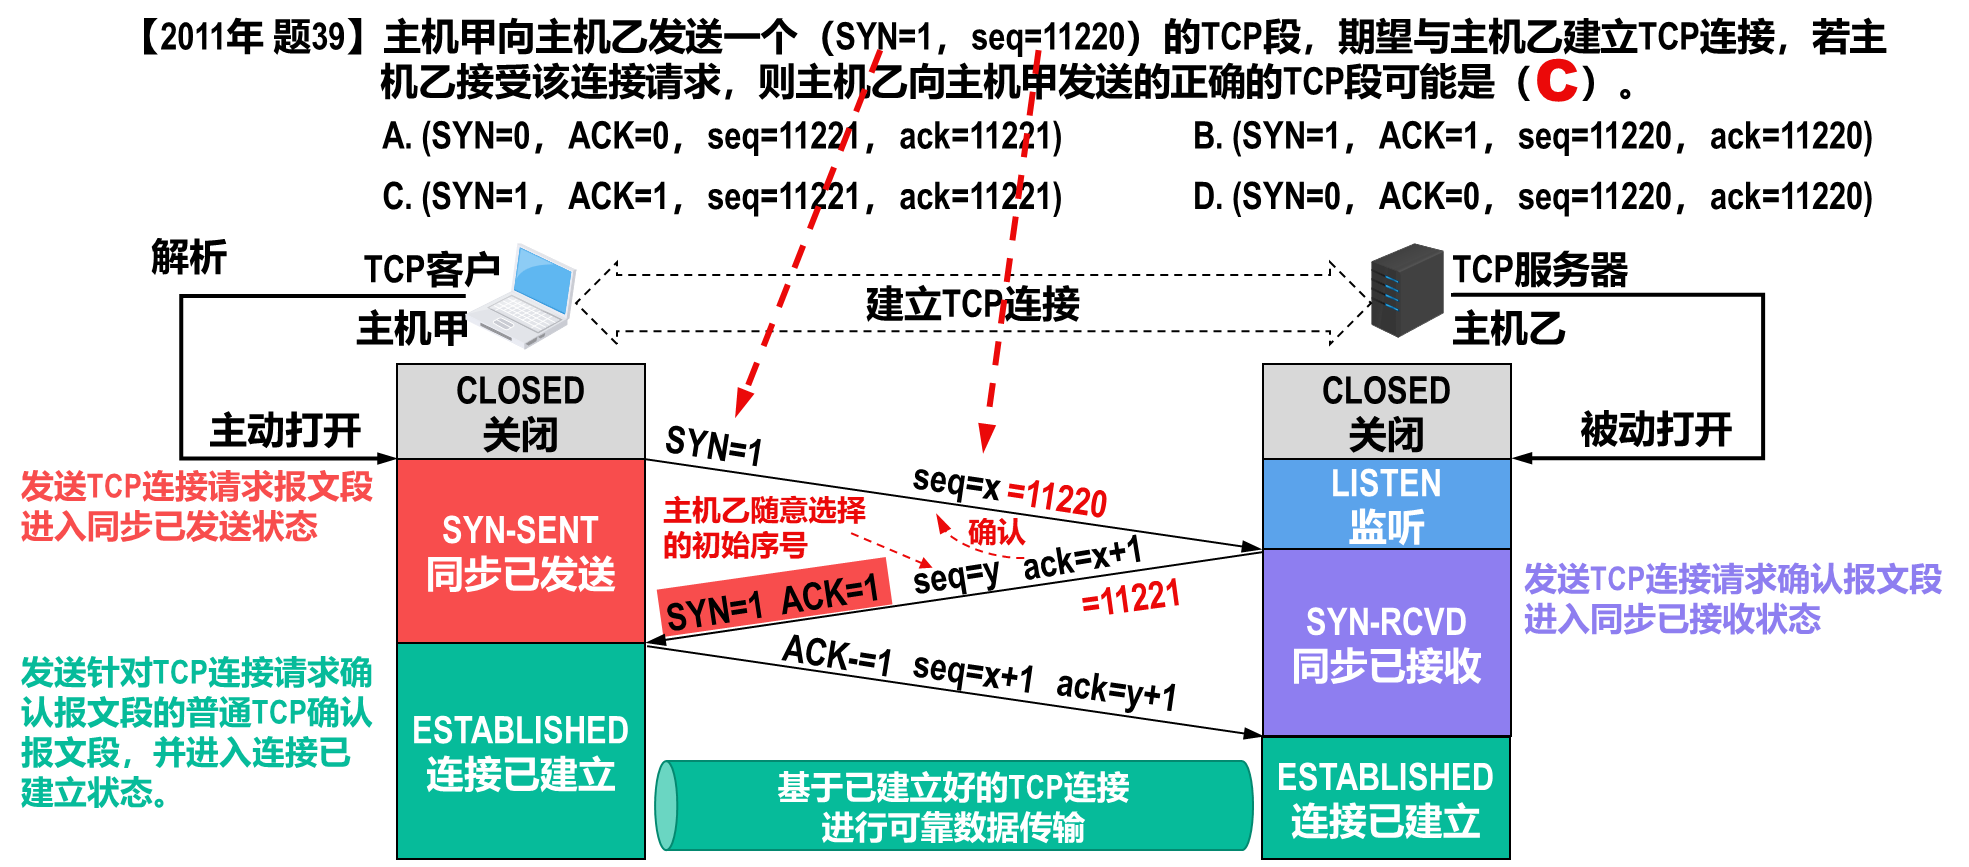 【2011年 题39】主机甲向主机乙发送一个（SYN=1，seq=11220）的TCP段，期望与主机乙建立TCP连接，若主
机乙接受该连接请求，则主机乙向主机甲发送的正确的TCP段可能是（C）。
A. (SYN=0，ACK=0，seq=11221，ack=11221)
B. (SYN=1，ACK=1，seq=11220，ack=11220)
C. (SYN=1，ACK=1，seq=11221，ack=11221)
D. (SYN=0，ACK=0，seq=11220，ack=11220)
解析
TCP客户
主机甲
建立TCP连接
TCP服务器
主机乙
主动打开
CLOSED
关闭
CLOSED
关闭
被动打开
发送TCP连接请求报文段
进入同步已发送状态
SYN-SENT
同步已发送
SYN=1
seq=x =11220
LISTEN
监听
主机乙随意选择
的初始序号
确认
SYN=1 ACK=1
seq=y ack=x+1
=11221
SYN-RCVD
同步已接收
发送TCP连接请求确认报文段
进入同步已接收状态
ACK-=1 seq=x+1 ack=y+1
发送针对TCP连接请求确
认报文段的普通TCP确认
报文段，并进入连接已
建立状态。
ESTABLISHED
连接已建立
基于已建立好的TCP连接
进行可靠数据传输
ESTABLISHED
连接已建立